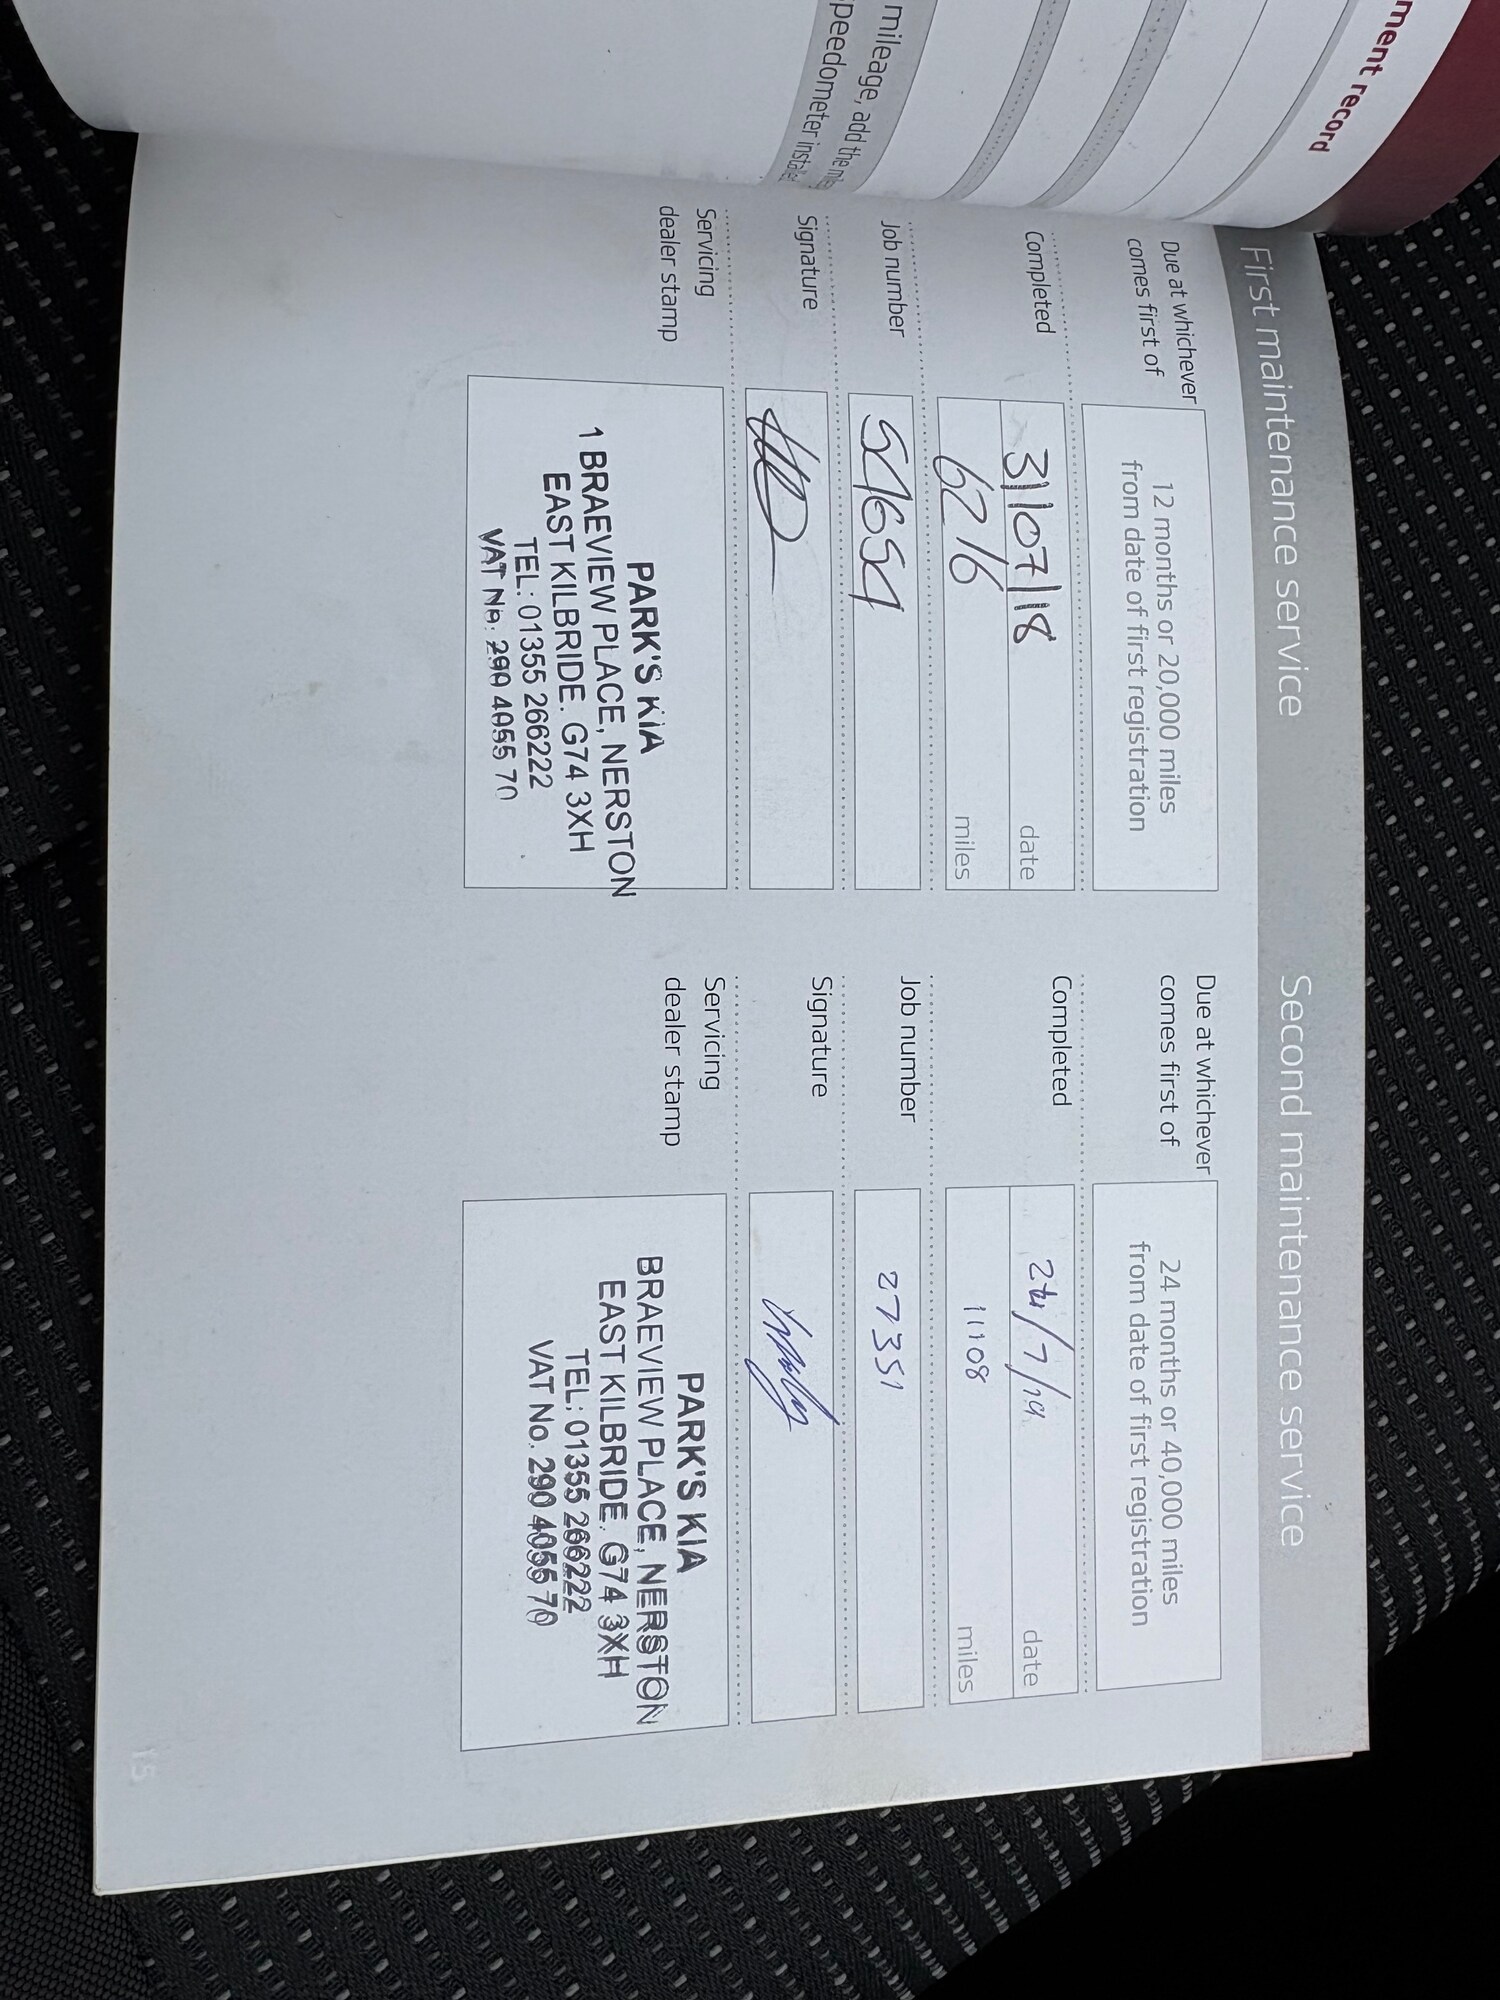 ment record
mileage, add the
speedometer
First maintenance service
Due at whichever
comes first of
12 months or 20,000 miles
from date of first registration
Completed
31/07/18
date
6216
miles
Job number
54654
Signature
Servicing
dealer stamp
PARK'S KIA
1 BRAEVIEW PLACE, NERSTON
EAST KILBRIDE. G74 3XH
TEL: 01355 266222
VAT No. 290 4055 70
Second maintenance service
Due at whichever
comes first of
24 months or 40,000 miles
from date of first registration
Completed
date
11108
miles
Job number
27351
Signature
Servicing
dealer stamp
PARK'S KIA
BRAEVIEW PLACE, NERSTON
EAST KILBRIDE. G74 3XH
TEL: 01355 266222
VAT No. 290 4055 70
15